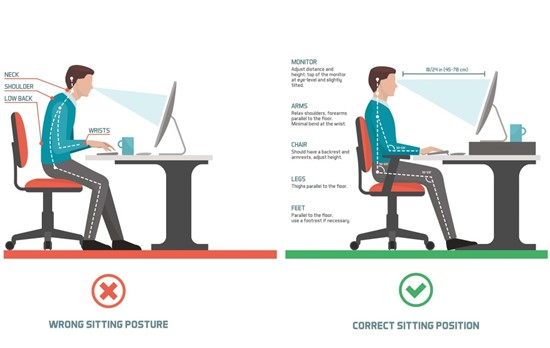 NECK
SHOULDER
LOW BACK
WRISTS
WRONG SITTING POSTURE
MONITOR
Adjust distance and
height: top of the monitor
at eye-level and slightly
tilted.
18/24 in (45-70 cm)
ARMS
Relax shoulders, forearms
parallel to the floor.
Minimal bend at the wrist.
CHAIR
Should have a backrest and
armrests, adjust height.
LEGS
Thighs parallel to the floor.
FEET
Parallel to the floor,
use a footrest if necessary.
CORRECT SITTING POSITION